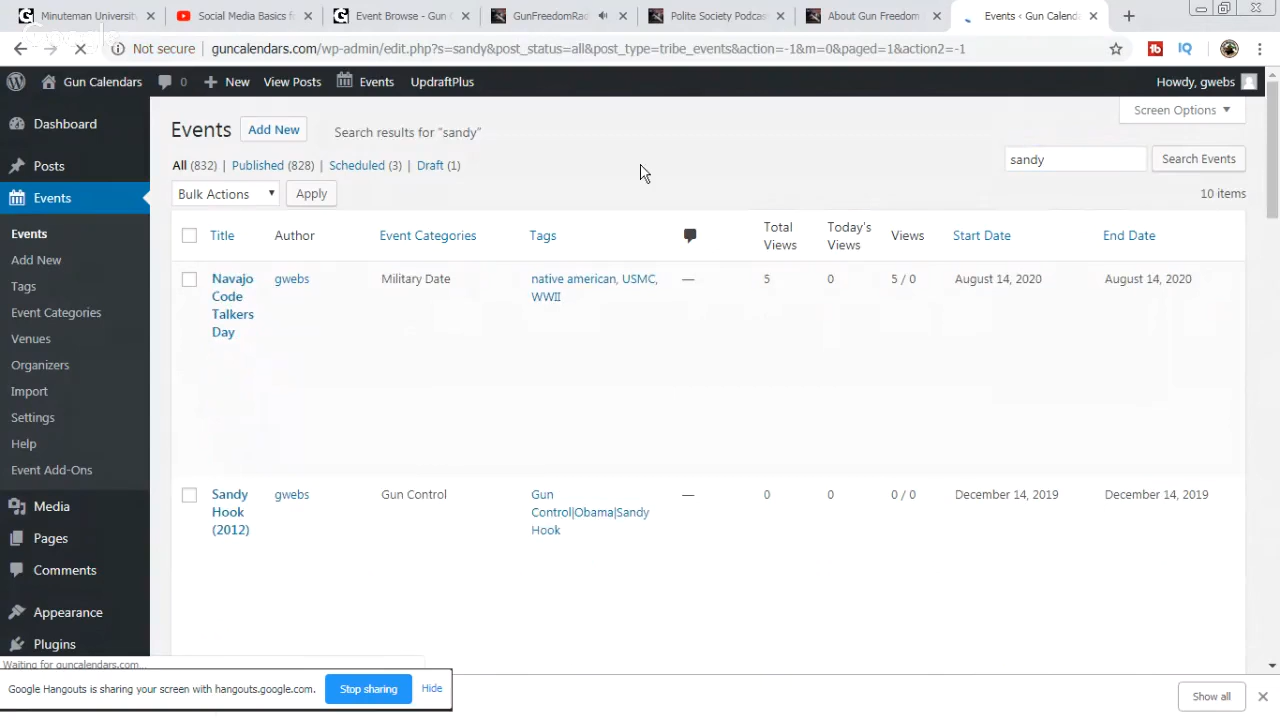 Minuteman Universit
Social Media Basics f
Event Browse - Gun
GunFreedomRad
Polite Society Podcas
About Gun Freedom
Events ‹ Gun Calenda
Google
Not secure
guncalendars.com/wp-admin/edit.php?s=sandy&post_status=all&post_type=tribe_events&action=-1&m=0&paged=1&action2=-1
Gun Calendars
0
New
View Posts
Events
UpdraftPlus
Howdy, gwebs
Screen Options
Dashboard
Posts
Events
Events
Add New
Tags
Event Categories
Venues
Organizers
Import
Settings
Help
Event Add-Ons
Media
Pages
Comments
Appearance
Plugins
Events Add New Search results for "sandy"
All (832) | Published (828) | Scheduled (3) | Draft (1)
sandy
Search Events
Bulk Actions
Apply
10 items
Title
Author
Event Categories
Tags
Total Views
Today's Views
Views
Start Date
End Date
Navajo Code Talkers Day
gwebs
Military Date
native american, USMC, WWII
—
5
0
5 / 0
August 14, 2020
August 14, 2020
Sandy Hook (2012)
gwebs
Gun Control
Gun Control|Obama|Sandy Hook
—
0
0
0 / 0
December 14, 2019
December 14, 2019
Waiting for guncalendars.com...
Google Hangouts is sharing your screen with hangouts.google.com.
Stop sharing
Hide
Show all